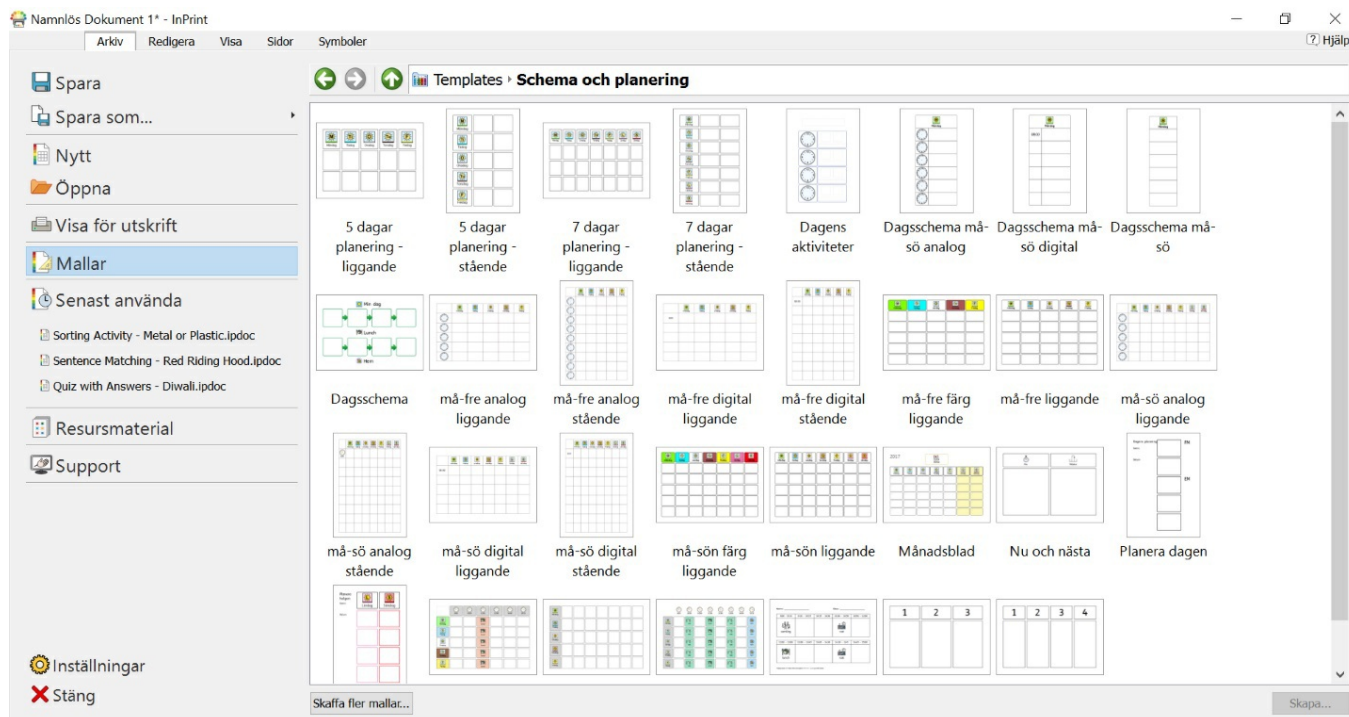 Namnlös Dokument 1* - InPrint
Arkiv Redigera Visa Sidor Symboler
? Hjälp
Spara
Spara som...
Nytt
Öppna
Visa för utskrift
Mallar
Senast använda
Sorting Activity - Metal or Plastic.ipdoc
Sentence Matching - Red Riding Hood.ipdoc
Quiz with Answers - Diwali.ipdoc
Resursmaterial
Support
Inställningar
Stäng
Templates Schema och planering
5 dagar planering - liggande
5 dagar planering - stående
7 dagar planering - liggande
7 dagar planering - stående
Dagens aktiviteter
Dagsschema må-sö analog
Dagsschema må-sö digital
Dagsschema må-sö
Min dag
Lunch
Hem
Dagsschema
må-fre analog liggande
må-fre analog stående
må-fre digital liggande
må-fre digital stående
må-fre färg liggande
må-fre liggande
må-sö analog liggande
må-sö analog stående
må-sö digital liggande
må-sö digital stående
må-sön färg liggande
må-sön liggande
2017
Månadsblad
Nu och nästa
FM
EM
Planera dagen
1 2 3
1 2 3 4
Skaffa fler mallar...
Skapa...